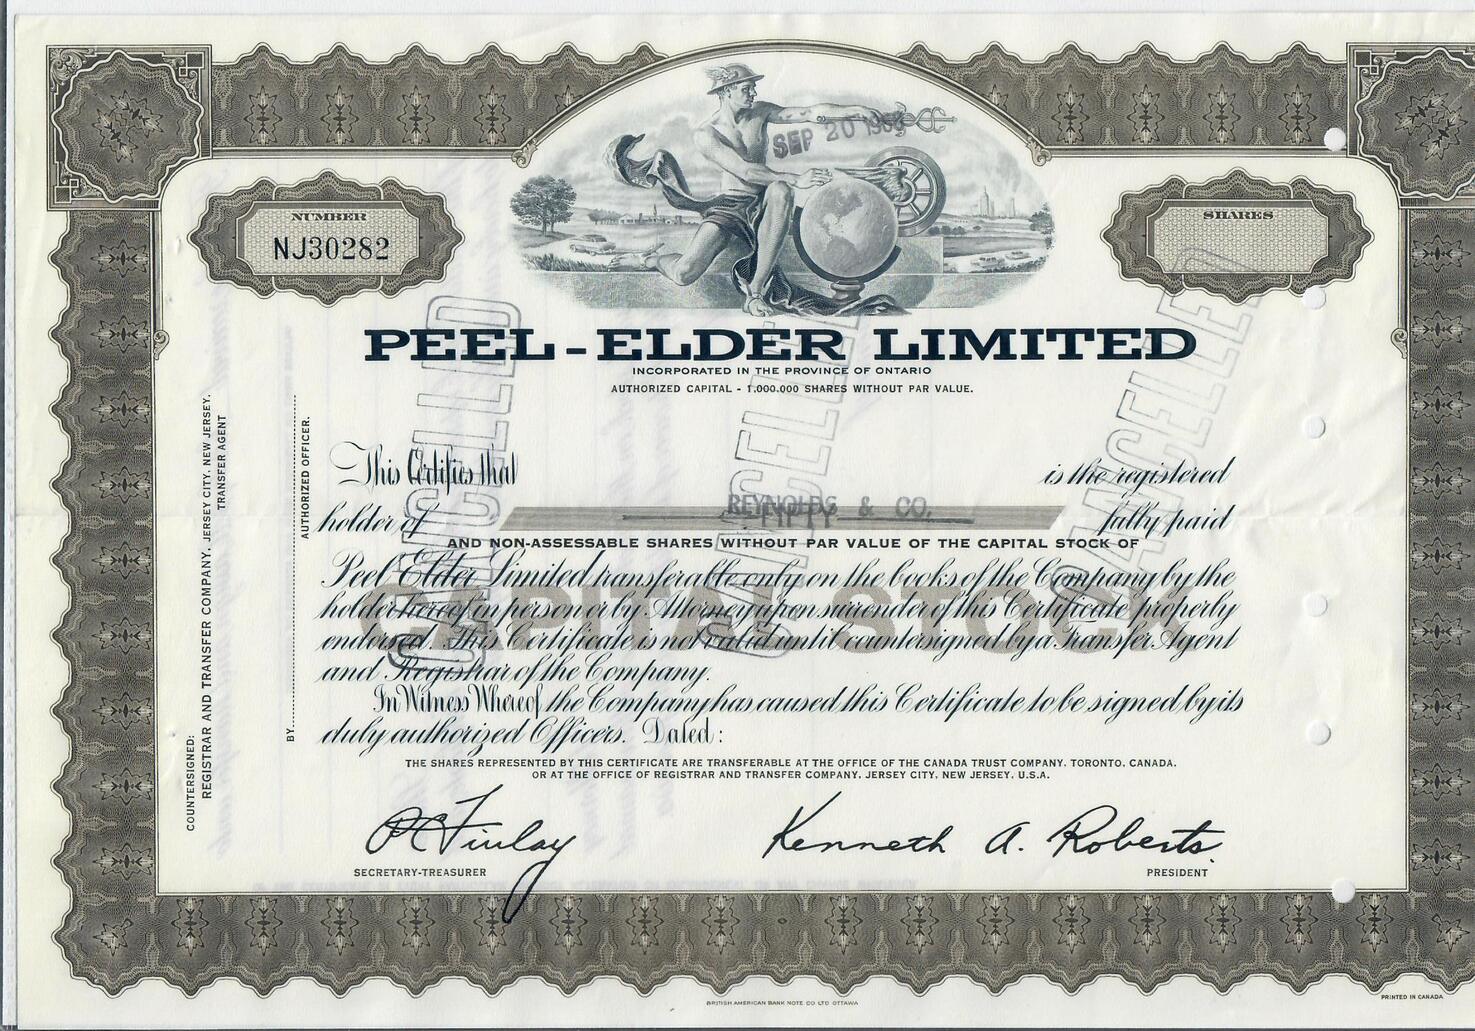 SEP 20
NUMBER
NJ30282
SHARES
PEEL-ELDER LIMITED
INCORPORATED IN THE PROVINCE OF ONTARIO
AUTHORIZED CAPITAL - 1,000,000 SHARES WITHOUT PAR VALUE.
This Certifies that is the registered
REYNOLDS & CO.
FIFTY
holder of fully paid
AND NON-ASSESSABLE SHARES WITHOUT PAR VALUE OF THE CAPITAL STOCK OF
Peel Elder Limited transferable only on the books of the Company by the
holder hereof in person or by Attorney upon surrender of this Certificate properly
endorsed. This Certificate is not valid until countersigned by a Transfer Agent
and Registrar of the Company.
In Witness Whereof the Company has caused this Certificate to be signed by its
duly authorized Officers. Dated:
CAPITAL STOCK
CANCELLED
CANCELLED
CANCELLED
THE SHARES REPRESENTED BY THIS CERTIFICATE ARE TRANSFERABLE AT THE OFFICE OF THE CANADA TRUST COMPANY, TORONTO, CANADA,
OR AT THE OFFICE OF REGISTRAR AND TRANSFER COMPANY, JERSEY CITY, NEW JERSEY, U.S.A.
P C Finlay
SECRETARY-TREASURER
Kenneth A. Roberts.
PRESIDENT
COUNTERSIGNED:
REGISTRAR AND TRANSFER COMPANY, JERSEY CITY, NEW JERSEY.
TRANSFER AGENT
BY
AUTHORIZED OFFICER.
BRITISH AMERICAN BANK NOTE CO LTD OTTAWA
PRINTED IN CANADA